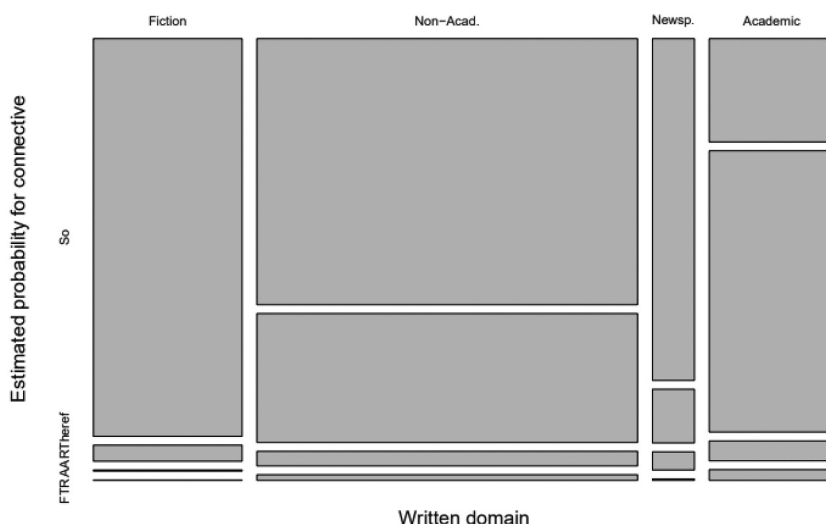 Fiction Non-Acad. Newsp. Academic
Estimated probability for connective
So
FTRAARTheref
Written domain